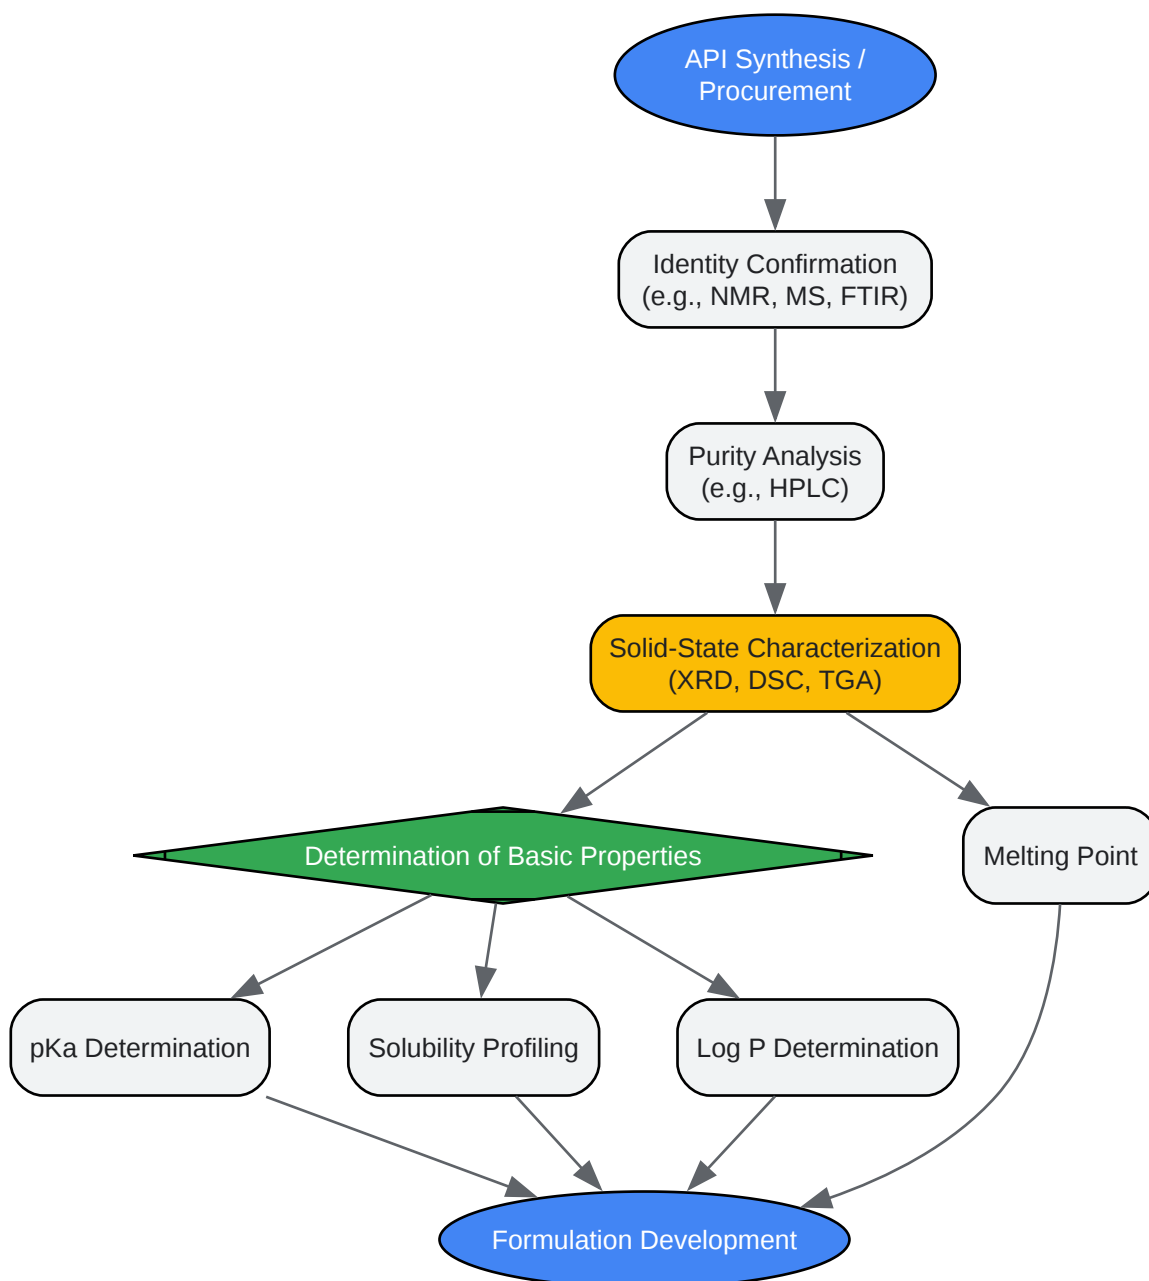 API Synthesis /
Procurement
Identity Confirmation
(e.g., NMR, MS, FTIR)
Purity Analysis
(e.g., HPLC)
Solid-State Characterization
(XRD, DSC, TGA)
Determination of Basic Properties
Melting Point
pKa Determination
Solubility Profiling
Log P Determination
Formulation Development